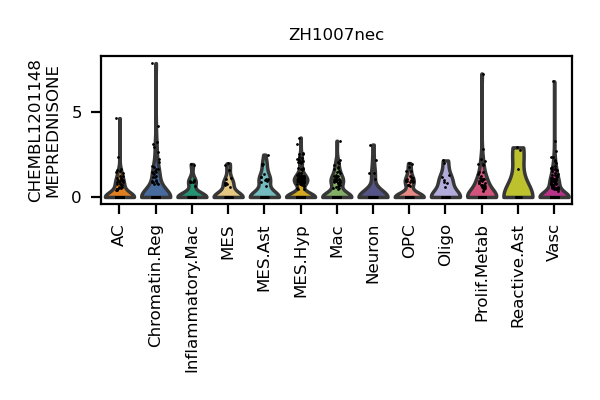 ZH1007nec
CHEMBL1201148
MEPREDNISONE
5
0
AC
Chromatin.Reg
Inflammatory.Mac
MES
MES.Ast
MES.Hyp
Mac
Neuron
OPC
Oligo
Prolif.Metab
Reactive.Ast
Vasc